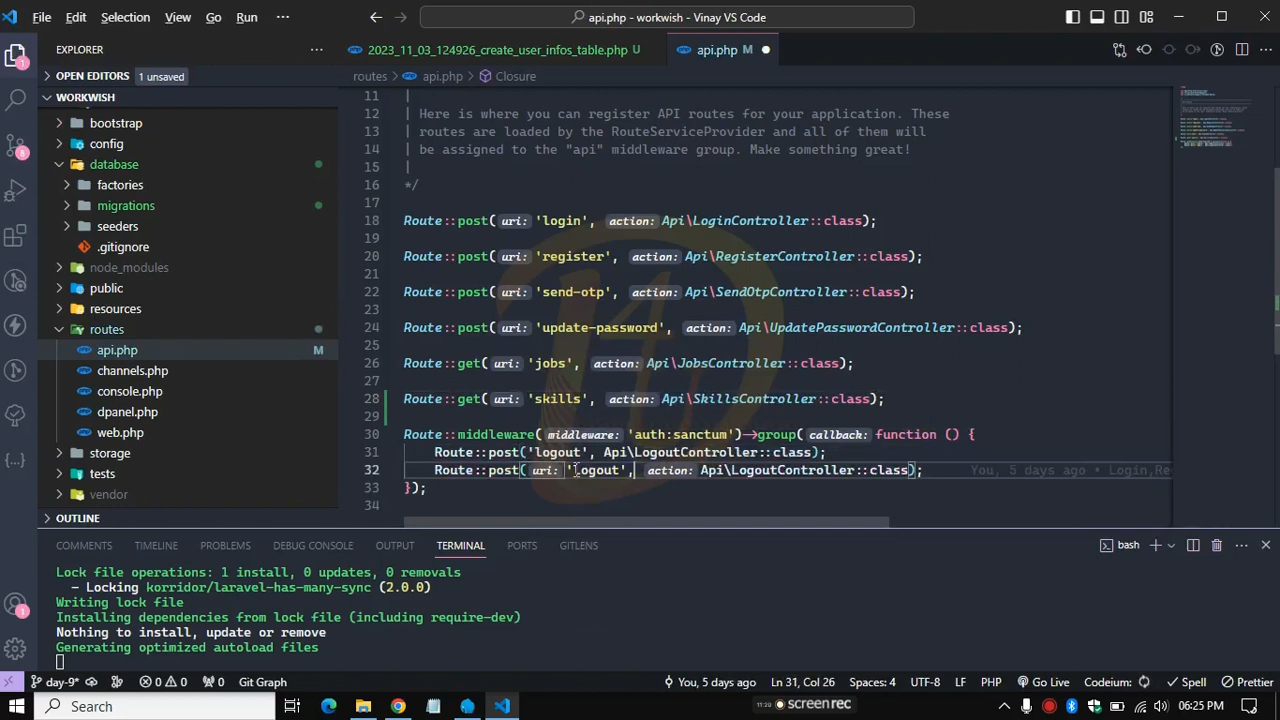 File Edit Selection View Go Run ···
api.php - workwish - Vinay VS Code
EXPLORER
2023_11_03_124926_create_user_infos_table.php U
api.php M
OPEN EDITORS 1 unsaved
routes > api.php > Closure
WORKWISH
bootstrap
config
database
factories
migrations
seeders
.gitignore
node_modules
public
resources
routes
api.php M
channels.php
console.php
dpanel.php
web.php
storage
tests
vendor
OUTLINE
11 |
12 | Here is where you can register API routes for your application. These
13 | routes are loaded by the RouteServiceProvider and all of them will
14 | be assigned to the "api" middleware group. Make something great!
15 |
16 */
17
18 Route::post( uri: 'login', action: Api\LoginController::class);
19
20 Route::post( uri: 'register', action: Api\RegisterController::class);
21
22 Route::post( uri: 'send-otp', action: Api\SendOtpController::class);
23
24 Route::post( uri: 'update-password', action: Api\UpdatePasswordController::class);
25
26 Route::get( uri: 'jobs', action: Api\JobsController::class);
27
28 Route::get( uri: 'skills', action: Api\SkillsController::class);
29
30 Route::middleware( middleware: 'auth:sanctum')->group( callback: function () {
31 Route::post('logout', Api\LogoutController::class);
32 Route::post( uri: 'logout', action: Api\LogoutController::class); You, 5 days ago • Login,Re
33 });
34
COMMENTS TIMELINE PROBLEMS DEBUG CONSOLE OUTPUT TERMINAL PORTS GITLENS
bash
Lock file operations: 1 install, 0 updates, 0 removals
- Locking korridor/laravel-has-many-sync (2.0.0)
Writing lock file
Installing dependencies from lock file (including require-dev)
Nothing to install, update or remove
Generating optimized autoload files
day-9* 0 0 0 Git Graph You, 5 days ago Ln 31, Col 26 Spaces: 4 UTF-8 LF PHP Go Live Codeium: {...} Spell Prettier
Search
11:20 screenrec
06:25 PM